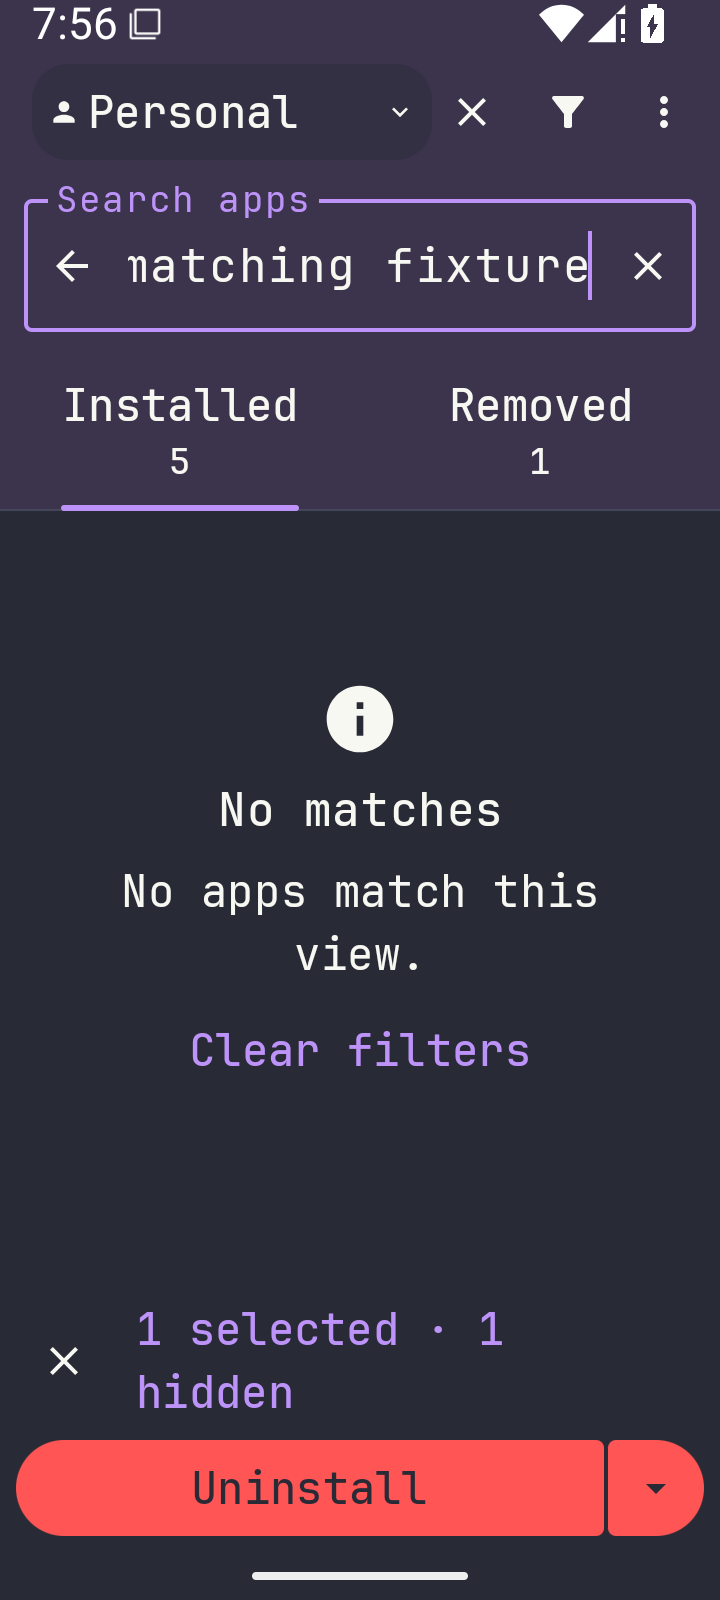 7:56
Personal
Search apps
matching fixture
Installed
5
Removed
1
No matches
No apps match this
view.
Clear filters
1 selected · 1
hidden
Uninstall